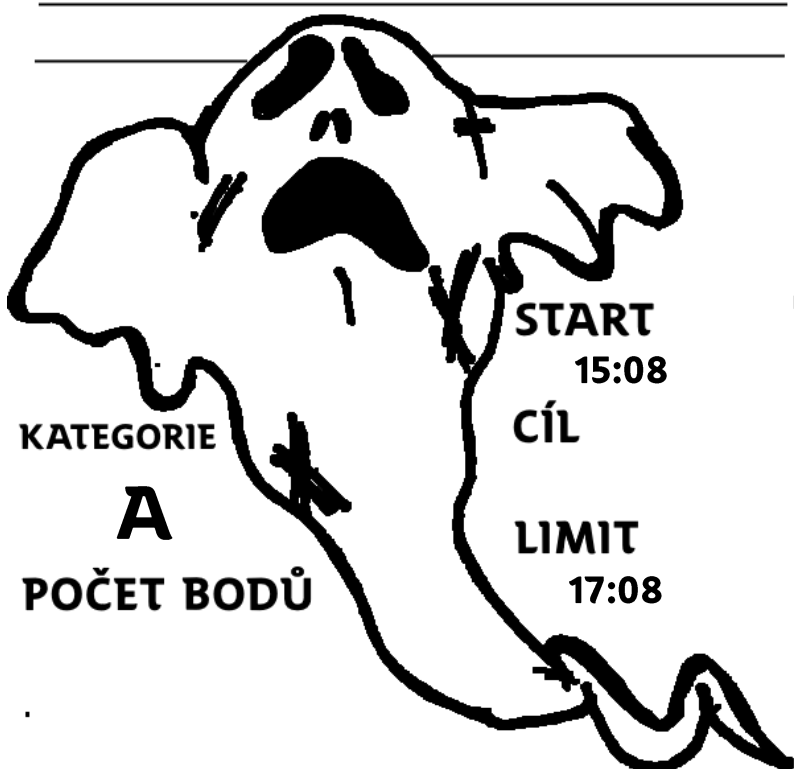 START
15:08
CÍL
KATEGORIE
A
LIMIT
17:08
POČET BODŮ